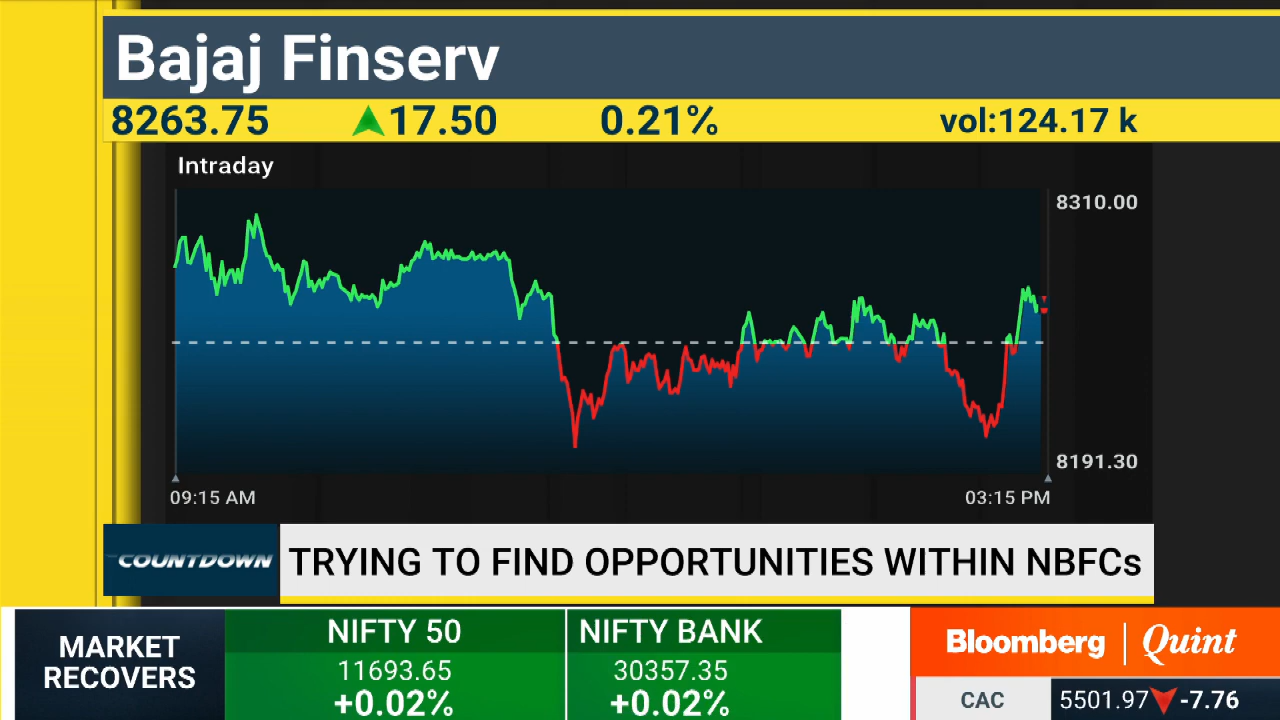 Bajaj Finserv
8263.75 17.50 0.21% vol:124.17 k
Intraday
8310.00
8191.30
09:15 AM 03:15 PM
COUNTDOWN TRYING TO FIND OPPORTUNITIES WITHIN NBFCs
MARKET
RECOVERS
NIFTY 50
11693.65
+0.02%
NIFTY BANK
30357.35
+0.02%
Bloomberg | Quint
CAC 5501.97 -7.76